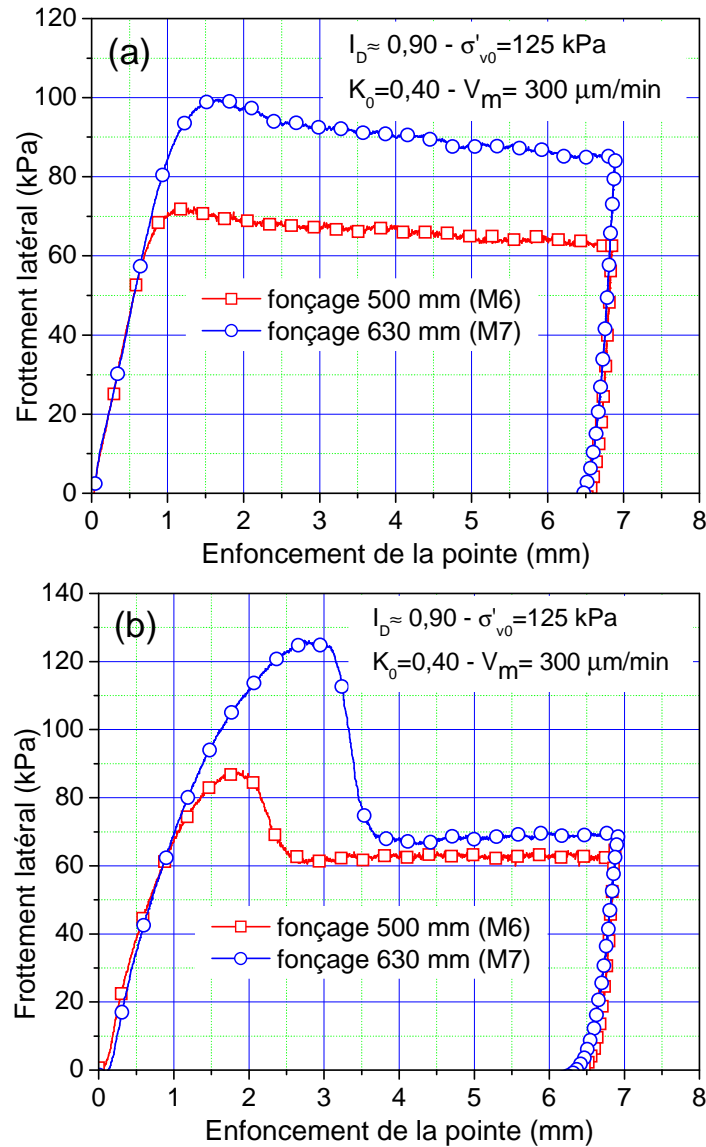 (a)
I_D≈ 0,90 - σ'_v0=125 kPa
K_0=0,40 - V_m= 300 µm/min
120
100
80
60
40
20
0
Frottement latéral (kPa)
fonçage 500 mm (M6)
fonçage 630 mm (M7)
0 1 2 3 4 5 6 7 8
Enfoncement de la pointe (mm)
(b)
I_D≈ 0,90 - σ'_v0=125 kPa
K_0=0,40 - V_m= 300 µm/min
140
120
100
80
60
40
20
0
Frottement latéral (kPa)
fonçage 500 mm (M6)
fonçage 630 mm (M7)
0 1 2 3 4 5 6 7 8
Enfoncement de la pointe (mm)